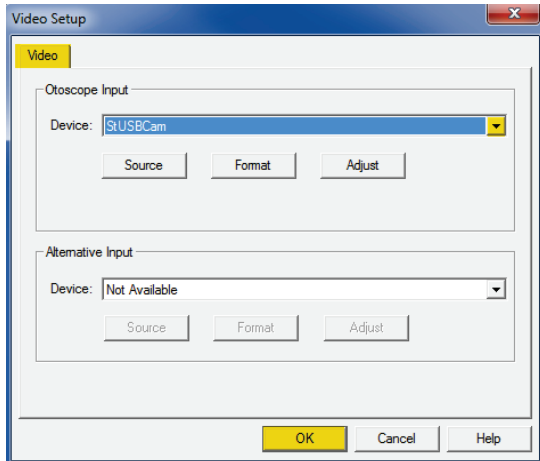 Video Setup
Video
Otoscope Input
Device: StUSBCam
Source Format Adjust
Alternative Input
Device: Not Available
Source Format Adjust
OK Cancel Help